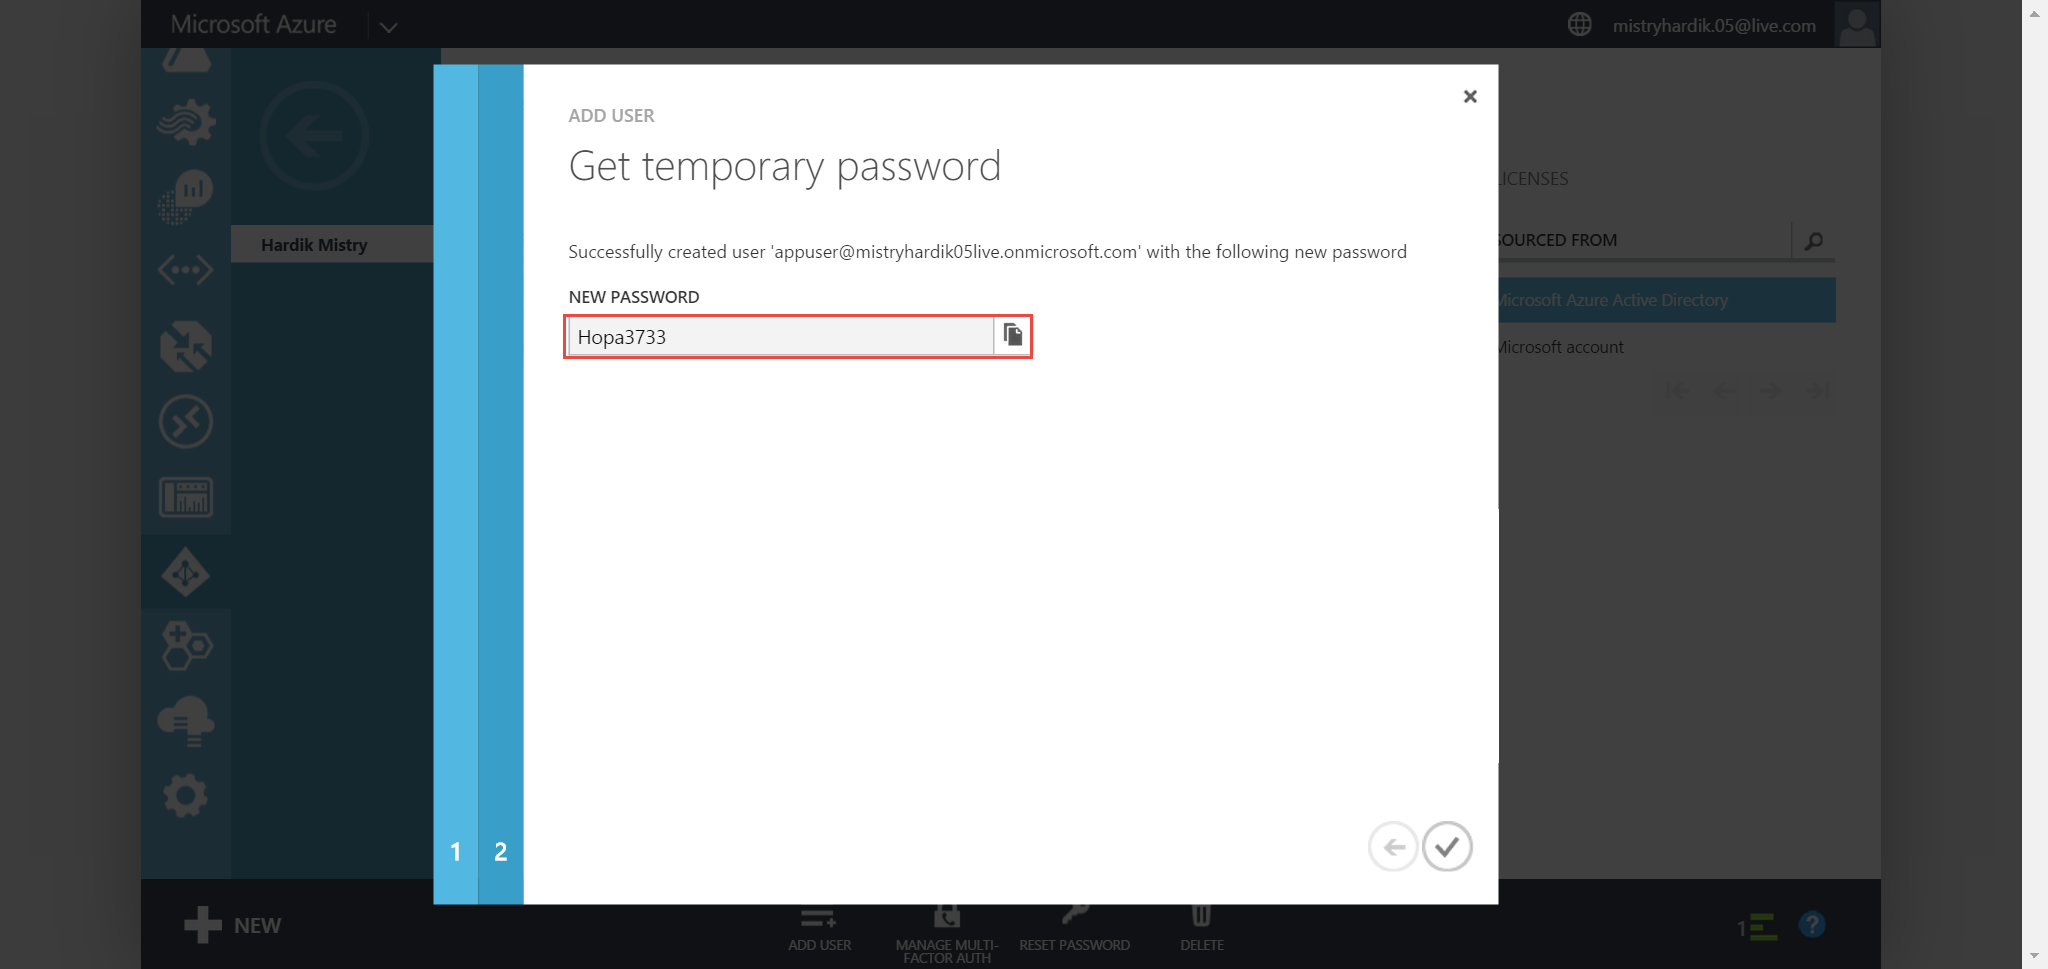 Microsoft Azure
mistryhardik.05@live.com
ADD USER
Get temporary password
LICENSES
Hardik Mistry
SOURCED FROM
Successfully created user 'appuser@mistryhardik05live.onmicrosoft.com' with the following new password
NEW PASSWORD
Microsoft Azure Active Directory
Hopa3733
Microsoft account
1 2
NEW
ADD USER
MANAGE MULTI-
FACTOR AUTH
RESET PASSWORD
DELETE
1
?